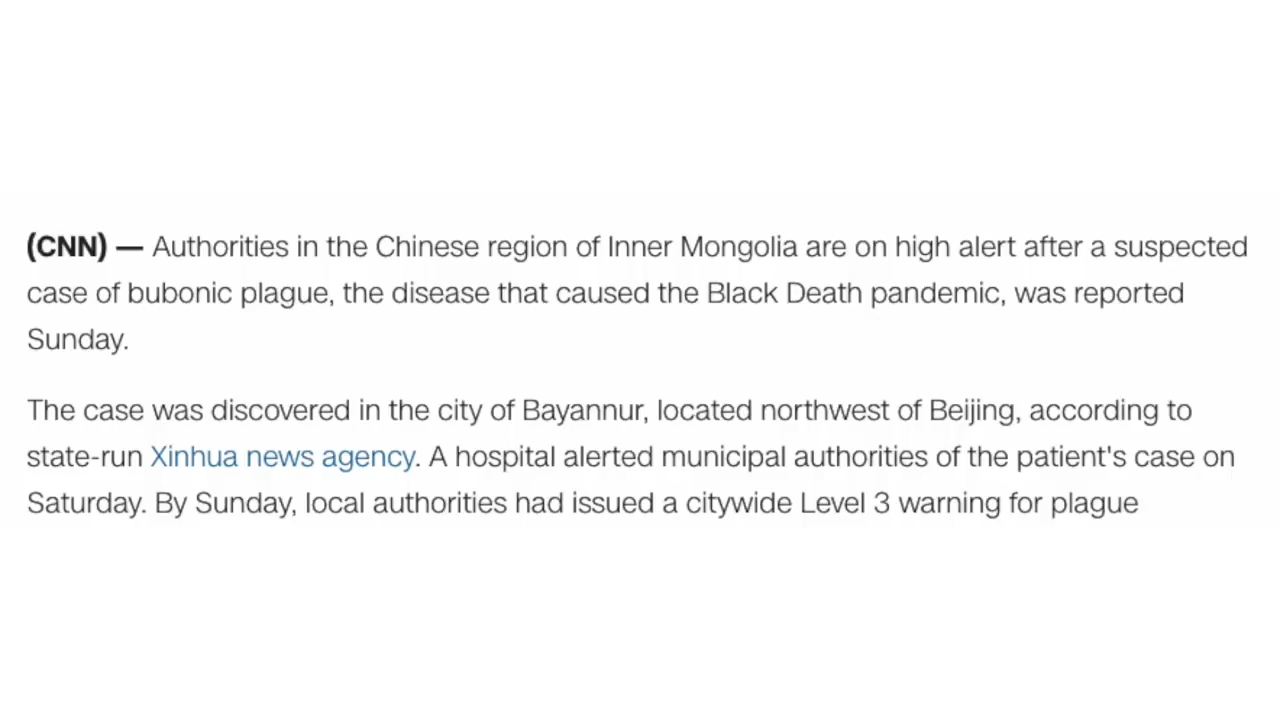 (CNN) — Authorities in the Chinese region of Inner Mongolia are on high alert after a suspected
case of bubonic plague, the disease that caused the Black Death pandemic, was reported
Sunday.
The case was discovered in the city of Bayannur, located northwest of Beijing, according to
state-run Xinhua news agency. A hospital alerted municipal authorities of the patient's case on
Saturday. By Sunday, local authorities had issued a citywide Level 3 warning for plague